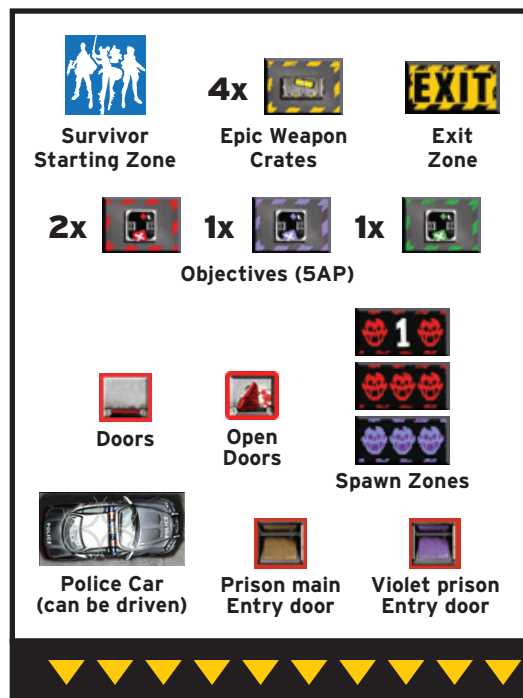 4x
EXIT
Survivor
Starting Zone
Epic Weapon
Crates
Exit
Zone
2x
1x
1x
Objectives (5AP)
1
Doors
Open
Doors
Spawn Zones
POLICE
POLICE
Police Car
(can be driven)
Prison main
Entry door
Violet prison
Entry door